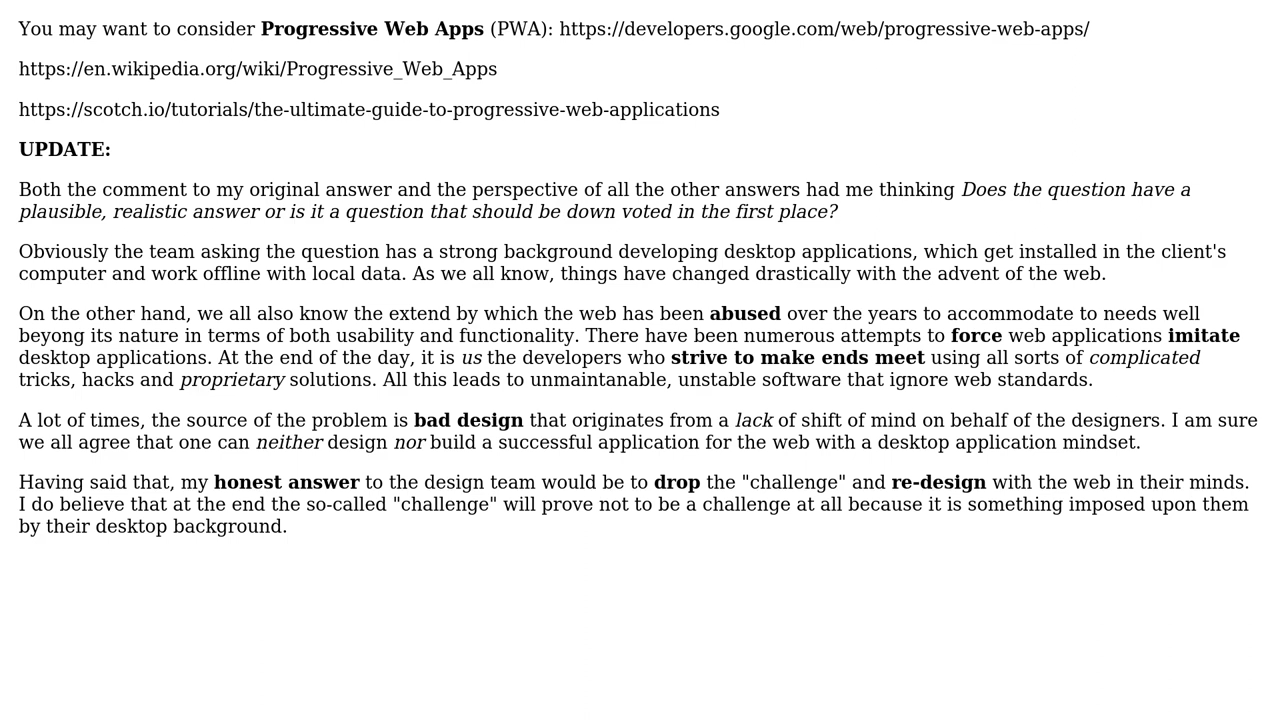 You may want to consider Progressive Web Apps (PWA): https://developers.google.com/web/progressive-web-apps/
https://en.wikipedia.org/wiki/Progressive_Web_Apps
https://scotch.io/tutorials/the-ultimate-guide-to-progressive-web-applications
UPDATE:
Both the comment to my original answer and the perspective of all the other answers had me thinking Does the question have a
plausible, realistic answer or is it a question that should be down voted in the first place?
Obviously the team asking the question has a strong background developing desktop applications, which get installed in the client's
computer and work offline with local data. As we all know, things have changed drastically with the advent of the web.
On the other hand, we all also know the extend by which the web has been abused over the years to accommodate to needs well
beyong its nature in terms of both usability and functionality. There have been numerous attempts to force web applications imitate
desktop applications. At the end of the day, it is us the developers who strive to make ends meet using all sorts of complicated
tricks, hacks and proprietary solutions. All this leads to unmaintanable, unstable software that ignore web standards.
A lot of times, the source of the problem is bad design that originates from a lack of shift of mind on behalf of the designers. I am sure
we all agree that one can neither design nor build a successful application for the web with a desktop application mindset.
Having said that, my honest answer to the design team would be to drop the "challenge" and re-design with the web in their minds.
I do believe that at the end the so-called "challenge" will prove not to be a challenge at all because it is something imposed upon them
by their desktop background.